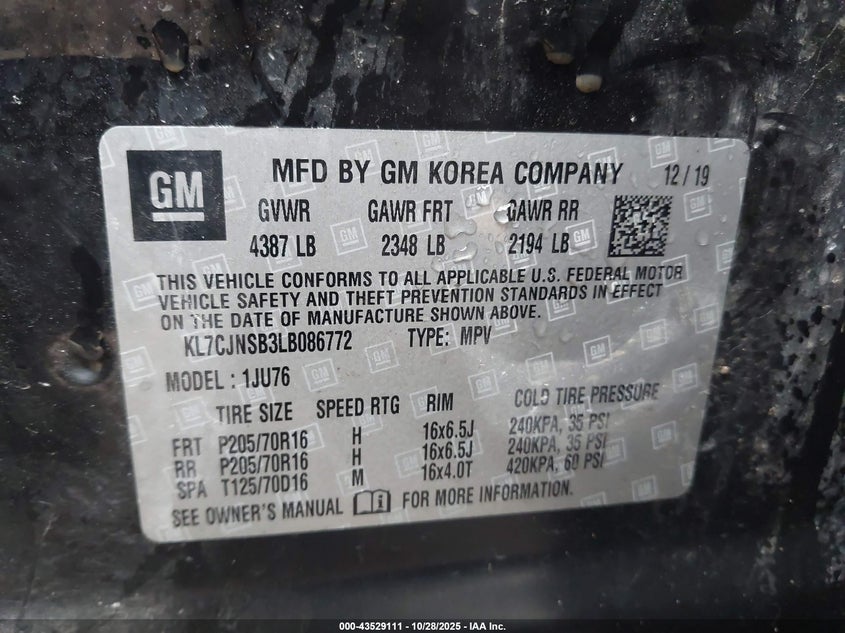 GM
MFD BY GM KOREA COMPANY 12/19
GVWR GAWR FRT GAWR RR
4387 LB 2348 LB 2194 LB
THIS VEHICLE CONFORMS TO ALL APPLICABLE U.S. FEDERAL MOTOR
VEHICLE SAFETY AND THEFT PREVENTION STANDARDS IN EFFECT
ON THE DATE OF MANUFACTURE SHOWN ABOVE.
KL7CJNSB3LB086772 TYPE: MPV
MODEL : 1JU76
TIRE SIZE SPEED RTG RIM COLD TIRE PRESSURE
FRT P205/70R16 H 16x6.5J 240KPA, 35 PSI
RR P205/70R16 H 16x6.5J 240KPA, 35 PSI
SPA T125/70D16 M 16x4.0T 420KPA, 60 PSI
SEE OWNER'S MANUAL FOR MORE INFORMATION.
000-43529111 - 10/28/2025 - IAA Inc.